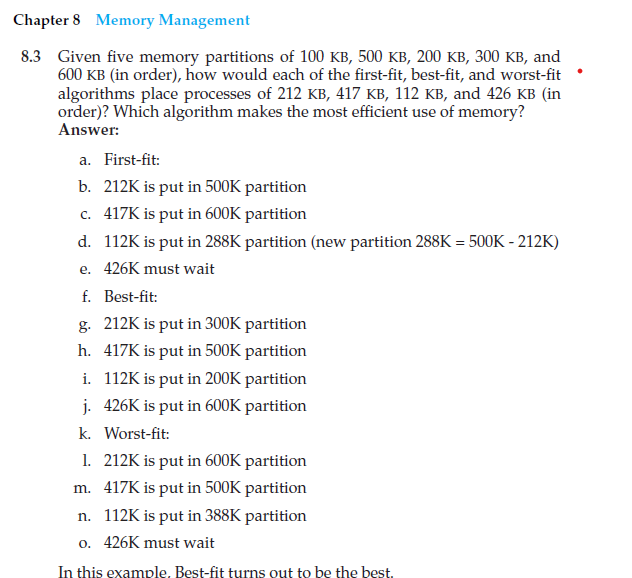 Chapter 8 Memory Management
8.3 Given five memory partitions of 100 KB, 500 KB, 200 KB, 300 KB, and
600 KB (in order), how would each of the first-fit, best-fit, and worst-fit
algorithms place processes of 212 KB, 417 KB, 112 KB, and 426 KB (in
order)? Which algorithm makes the most efficient use of memory?
Answer:
a. First-fit:
b. 212K is put in 500K partition
c. 417K is put in 600K partition
d. 112K is put in 288K partition (new partition 288K = 500K - 212K)
e. 426K must wait
f. Best-fit:
g. 212K is put in 300K partition
h. 417K is put in 500K partition
i. 112K is put in 200K partition
j. 426K is put in 600K partition
k. Worst-fit:
l. 212K is put in 600K partition
m. 417K is put in 500K partition
n. 112K is put in 388K partition
o. 426K must wait
In this example, Best-fit turns out to be the best.